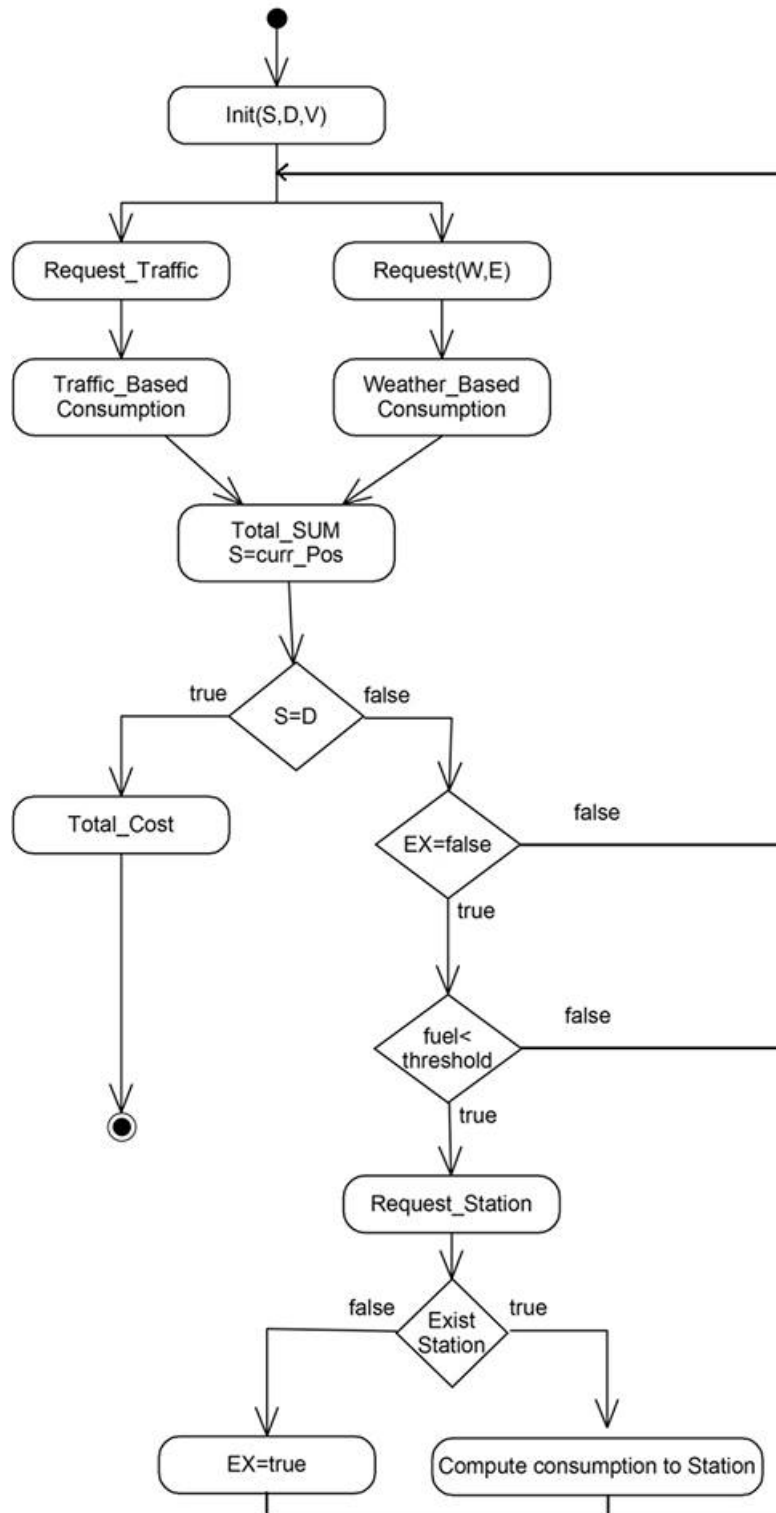 Init(S,D,V)
Request_Traffic
Request(W,E)
Traffic_Based
Consumption
Weather_Based
Consumption
Total_SUM
S=curr_Pos
true
false
S=D
Total_Cost
false
EX=false
true
false
fuel<
threshold
true
Request_Station
false
true
Exist
Station
EX=true
Compute consumption to Station